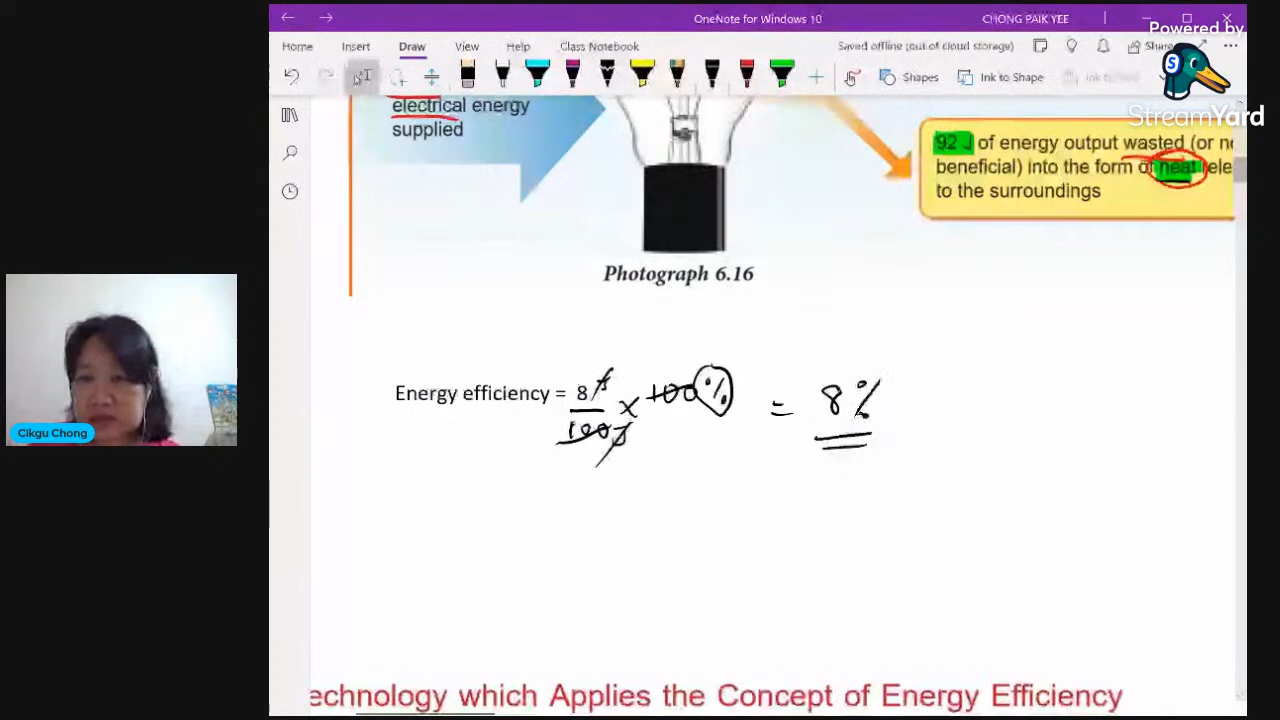 OneNote for Windows 10
CHONG PAIK YEE
Powered by
StreamYard
Home Insert Draw View Help Class Notebook
Saved offline (out of cloud storage)
Share
Shapes
Ink to Shape
electrical energy
supplied
92 J of energy output wasted (or
beneficial) into the form of heat
to the surroundings
Photograph 6.16
Energy efficiency = 8 J x 100 % = 8%
100 J
Cikgu Chong
echnology which Applies the Concept of Energy Efficiency